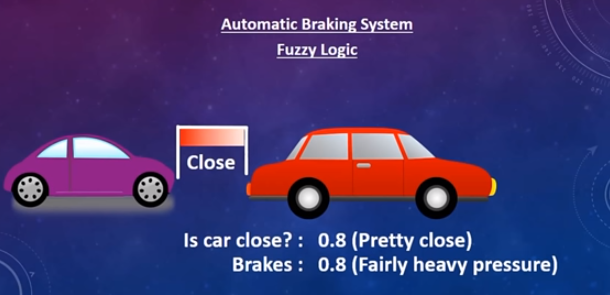 Automatic Braking System
Fuzzy Logic
Close
Is car close? : 0.8 (Pretty close)
Brakes : 0.8 (Fairly heavy pressure)